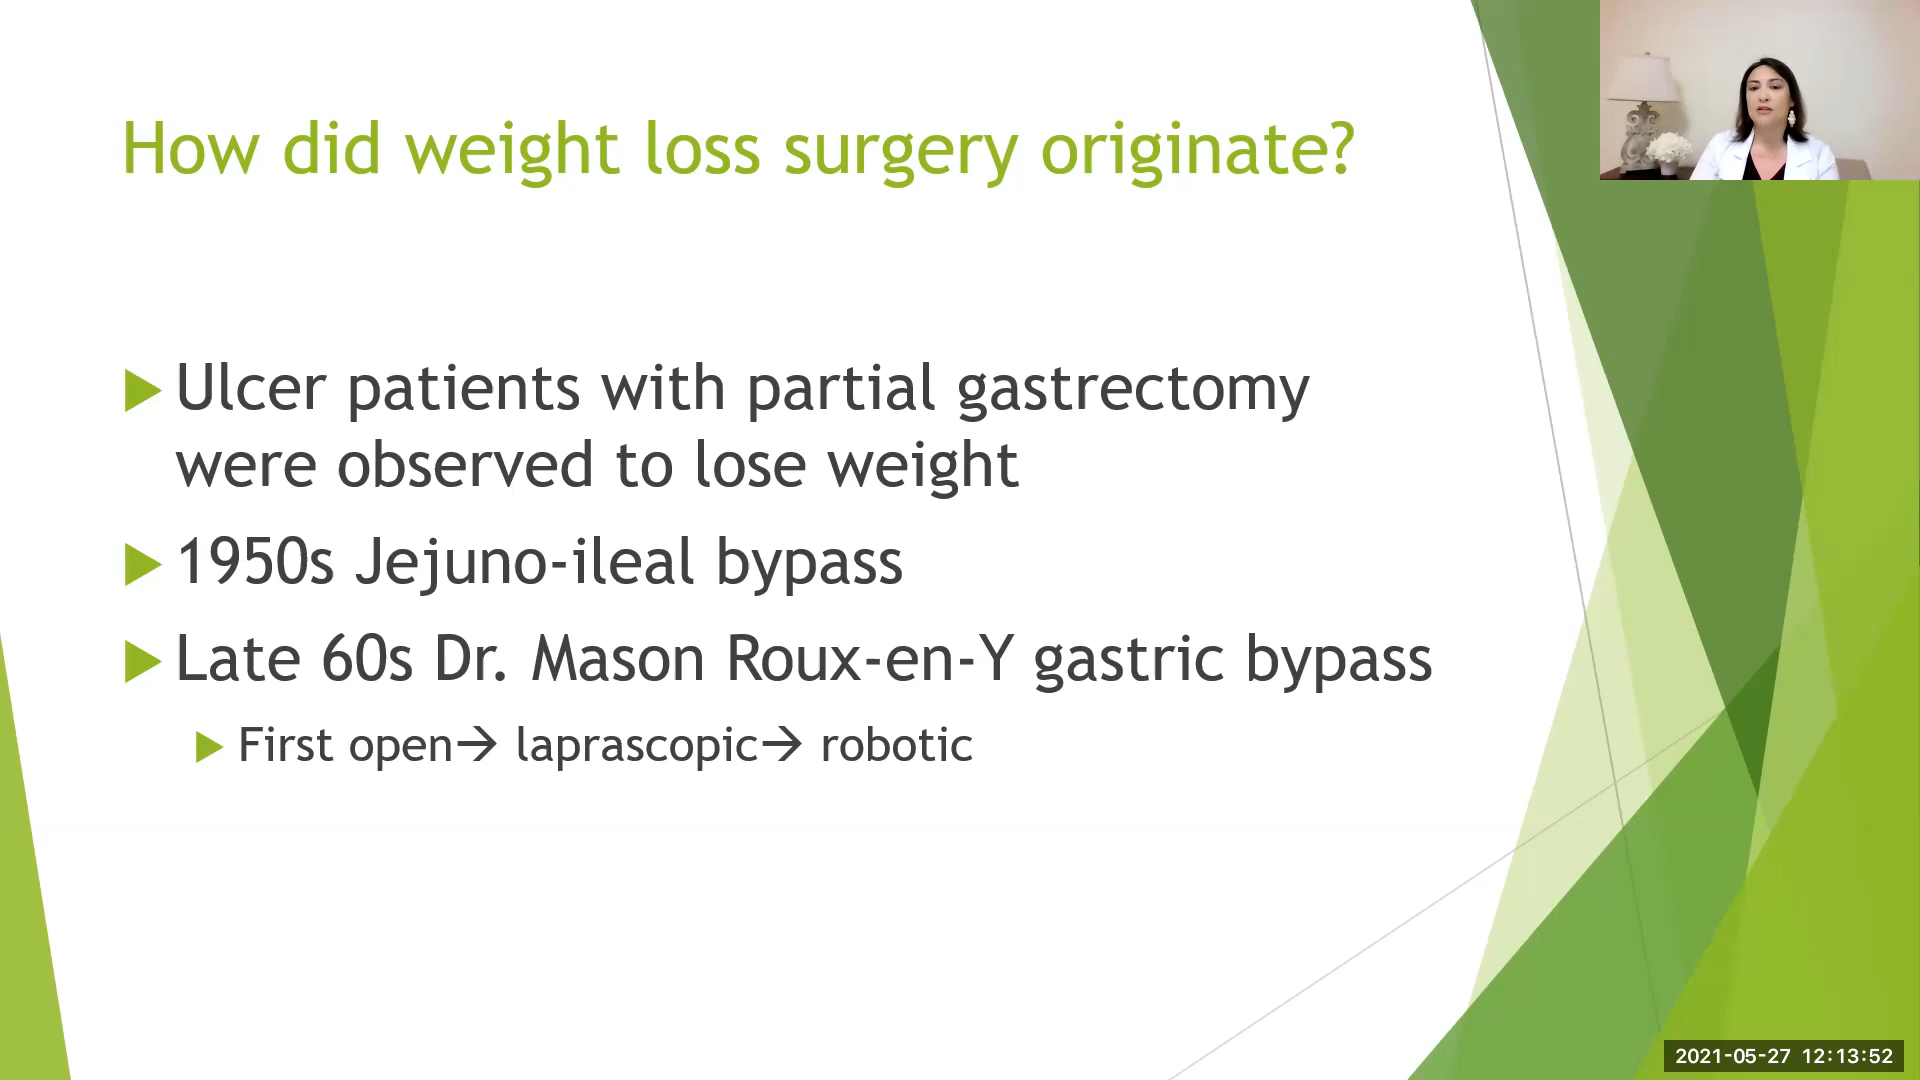 How did weight loss surgery originate?
Ulcer patients with partial gastrectomy
were observed to lose weight
1950s Jejuno-ileal bypass
Late 60s Dr. Mason Roux-en-Y gastric bypass
First open→ laprascopic→ robotic
2021-05-27 12:13:52